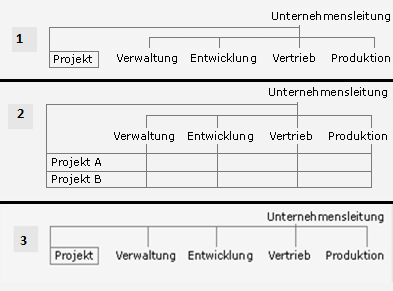 Unternehmensleitung
1
Projekt Verwaltung Entwicklung Vertrieb Produktion
Unternehmensleitung
2
Verwaltung Entwicklung Vertrieb Produktion
Projekt A
Projekt B
Unternehmensleitung
3
Projekt Verwaltung Entwicklung Vertrieb Produktion